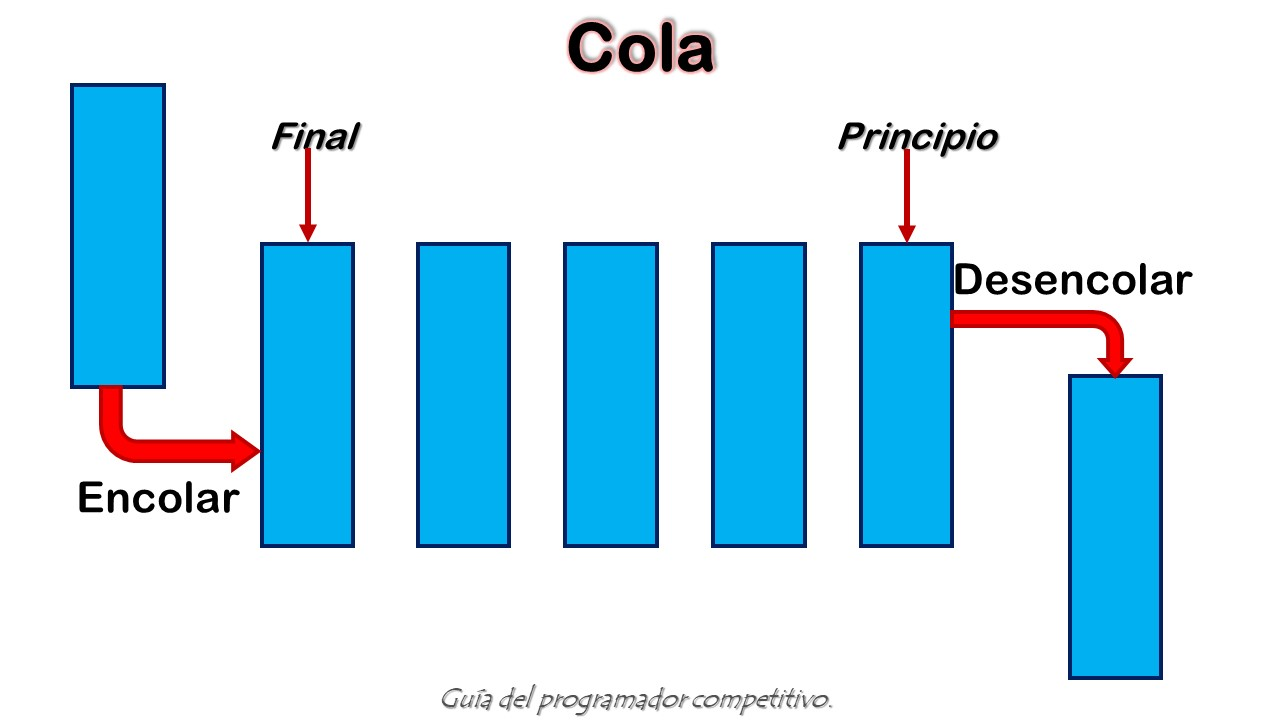 Cola
Final
Principio
Desencolar
Encolar
Guía del programador competitivo.